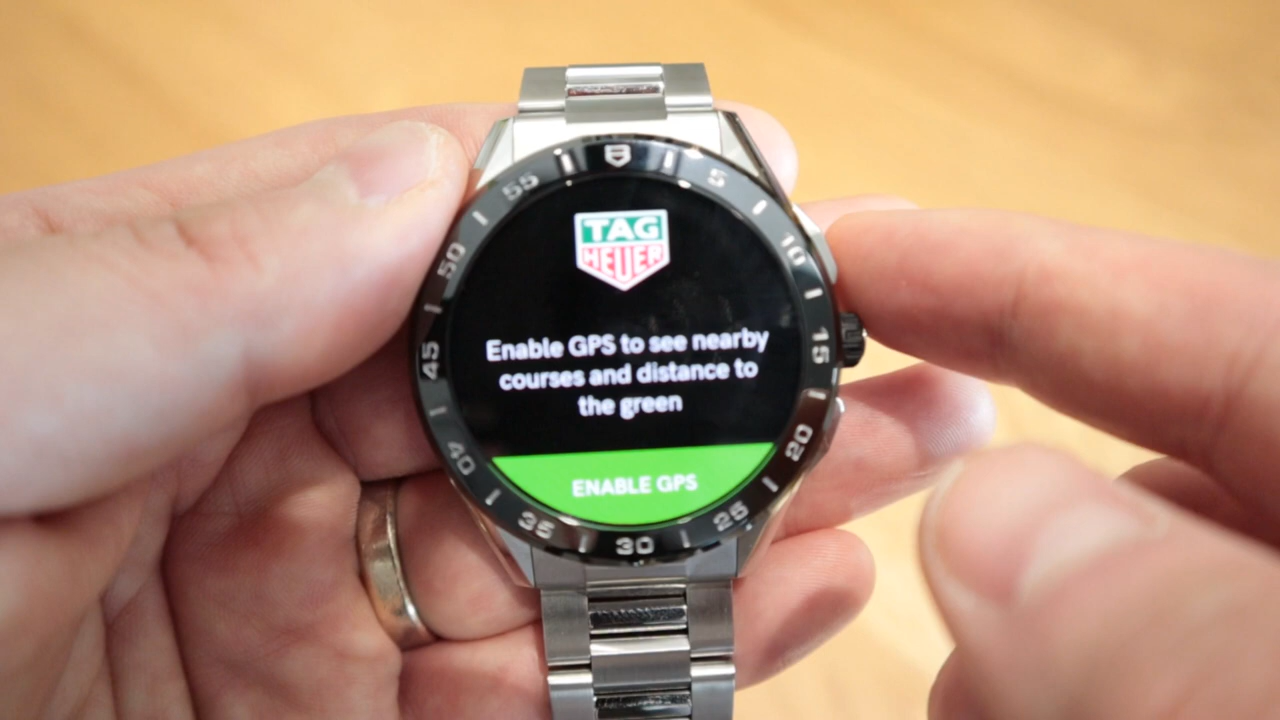 TAG
HEUER
Enable GPS to see nearby
courses and distance to
the green
ENABLE GPS
5
10
15
20
25
30
35
40
45
50
55